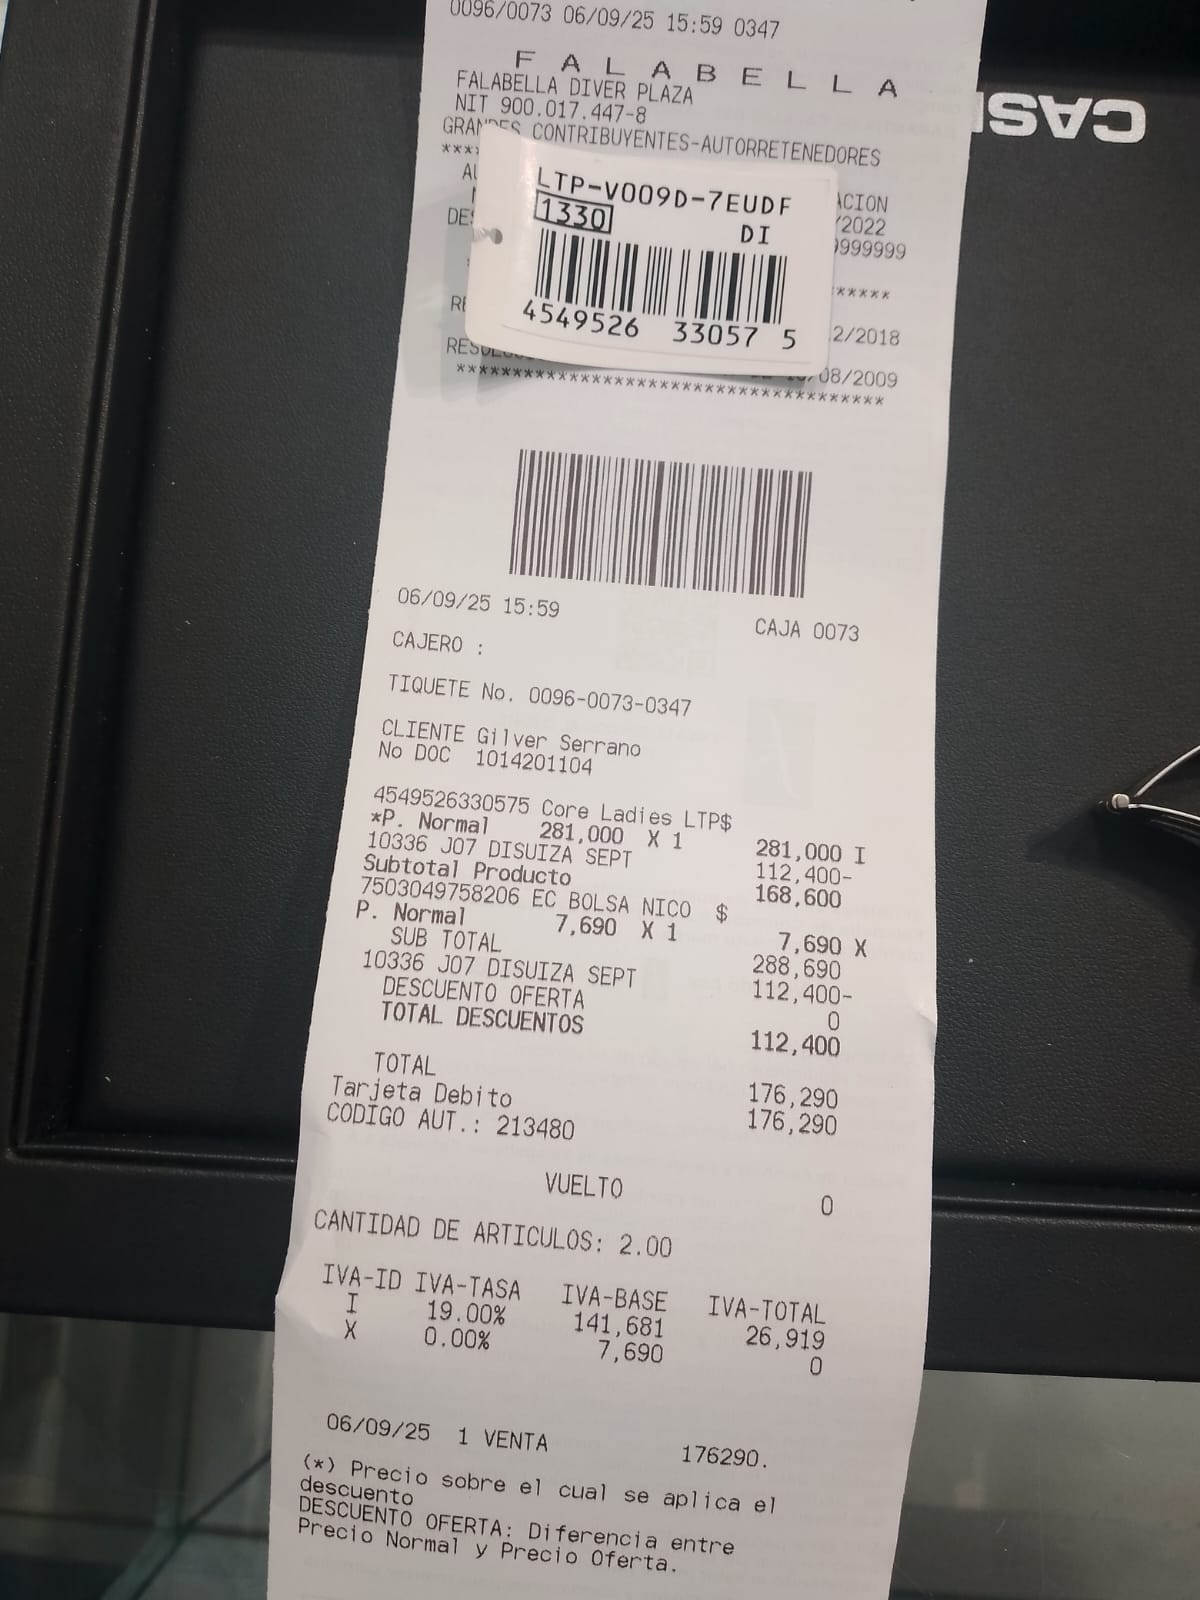 0096/0073 06/09/25 15:59 0347
F A L A B E L L A
FALABELLA DIVER PLAZA
NIT 900.017.447-8
GRANDES CONTRIBUYENTES-AUTORRETENEDORES
CASIO
LTP-V009D-7EUDF
1330
DI
4549526 33057 5
/2022
9999999
2/2018
08/2009
****************************************
06/09/25 15:59
CAJA 0073
CAJERO :
TIQUETE No. 0096-0073-0347
CLIENTE Gilver Serrano
No DOC 1014201104
4549526330575 Core Ladies LTP$
*P. Normal 281,000 X 1 281,000 I
10336 J07 DISUIZA SEPT 112,400-
Subtotal Producto 168,600
7503049758206 EC BOLSA NICO $
P. Normal 7,690 X 1 7,690 X
SUB TOTAL 288,690
10336 J07 DISUIZA SEPT 112,400-
DESCUENTO OFERTA 0
TOTAL DESCUENTOS 112,400
TOTAL 176,290
Tarjeta Debito 176,290
CODIGO AUT.: 213480
VUELTO 0
CANTIDAD DE ARTICULOS: 2.00
IVA-ID IVA-TASA IVA-BASE IVA-TOTAL
I 19.00% 141,681 26,919
X 0.00% 7,690 0
06/09/25 1 VENTA 176290.
(*) Precio sobre el cual se aplica el
descuento
DESCUENTO OFERTA: Diferencia entre
Precio Normal y Precio Oferta.